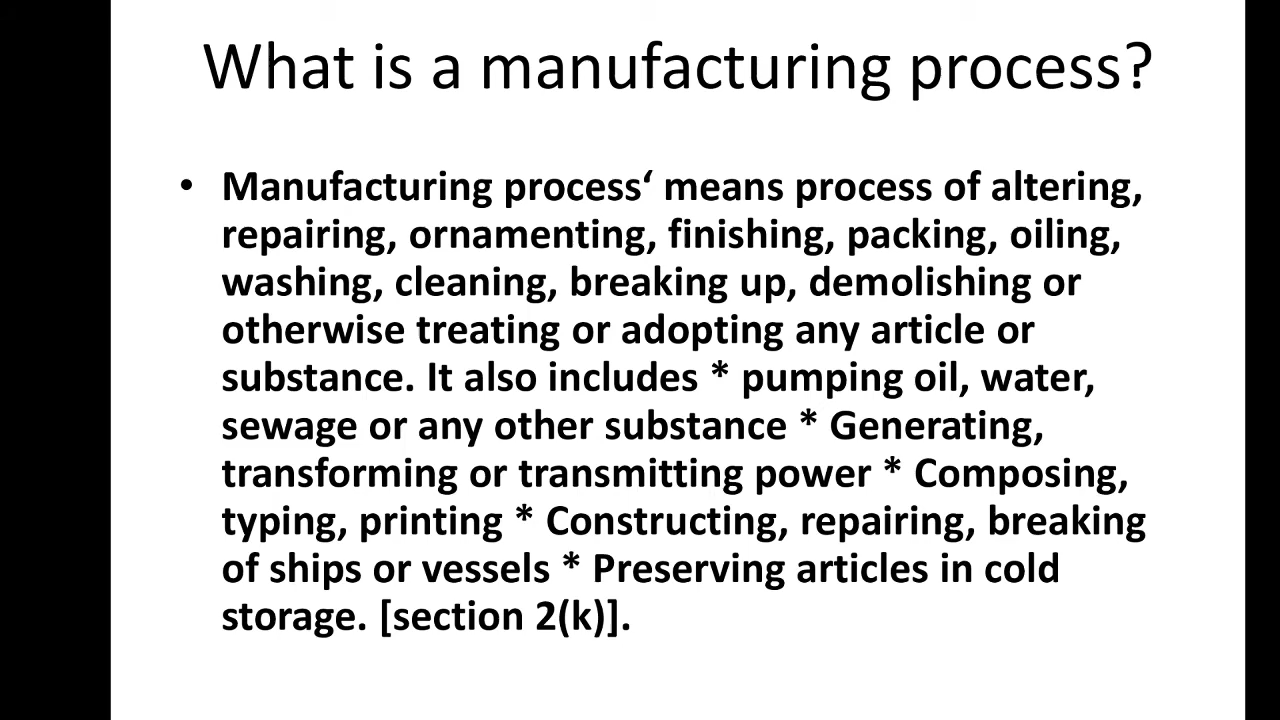 What is a manufacturing process?
• Manufacturing process‘ means process of altering,
repairing, ornamenting, finishing, packing, oiling,
washing, cleaning, breaking up, demolishing or
otherwise treating or adopting any article or
substance. It also includes * pumping oil, water,
sewage or any other substance * Generating,
transforming or transmitting power * Composing,
typing, printing * Constructing, repairing, breaking
of ships or vessels * Preserving articles in cold
storage. [section 2(k)].